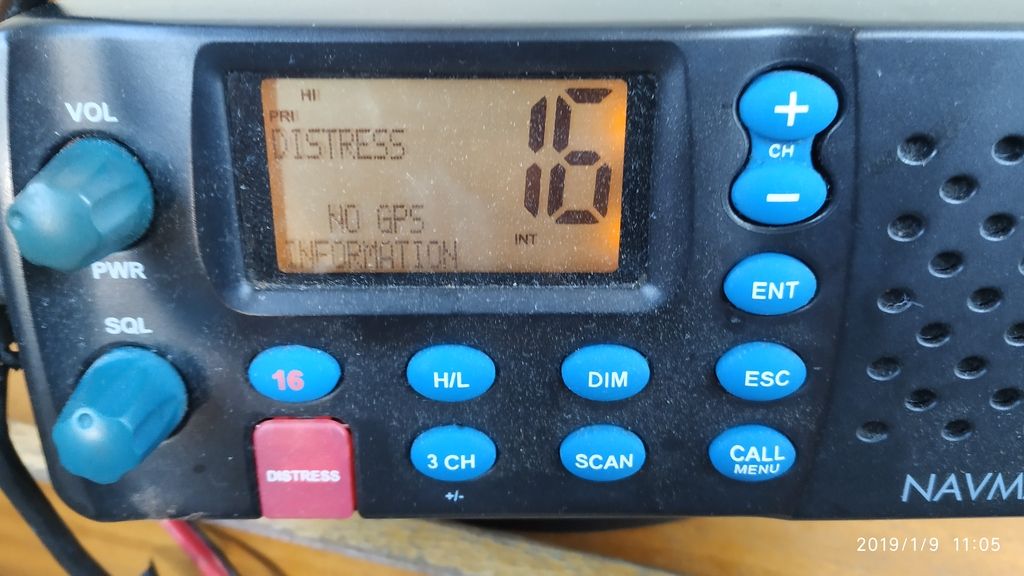 VOL
HI
PRI
DISTRESS
16
NO GPS
INFORMATION
INT
+
CH
-
PWR
ENT
SQL
16
H/L
DIM
ESC
DISTRESS
3 CH
+/-
SCAN
CALL
MENU
NAVM
2019/1/9 11:05